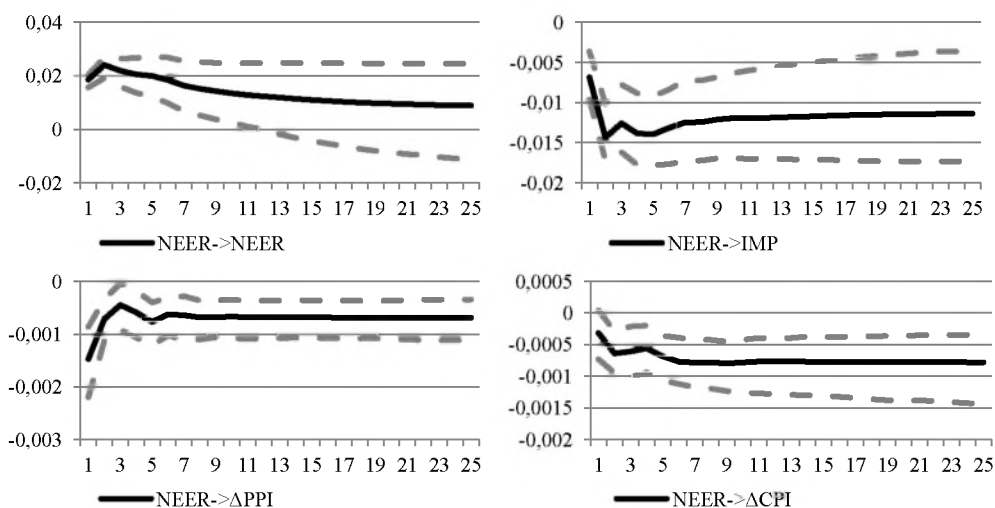 0,04
0,02
0
-0,02
1 3 5 7 9 11 13 15 17 19 21 23 25
NEER->NEER
0
-0,005
-0,01
-0,015
-0,02
1 3 5 7 9 11 13 15 17 19 21 23 25
NEER->IMP
0
-0,001
-0,002
-0,003
1 3 5 7 9 11 13 15 17 19 21 23 25
NEER->ΔPPI
0,0005
0
-0,0005
-0,001
-0,0015
-0,002
1 3 5 7 9 11 13 15 17 19 21 23 25
NEER->ΔCPI